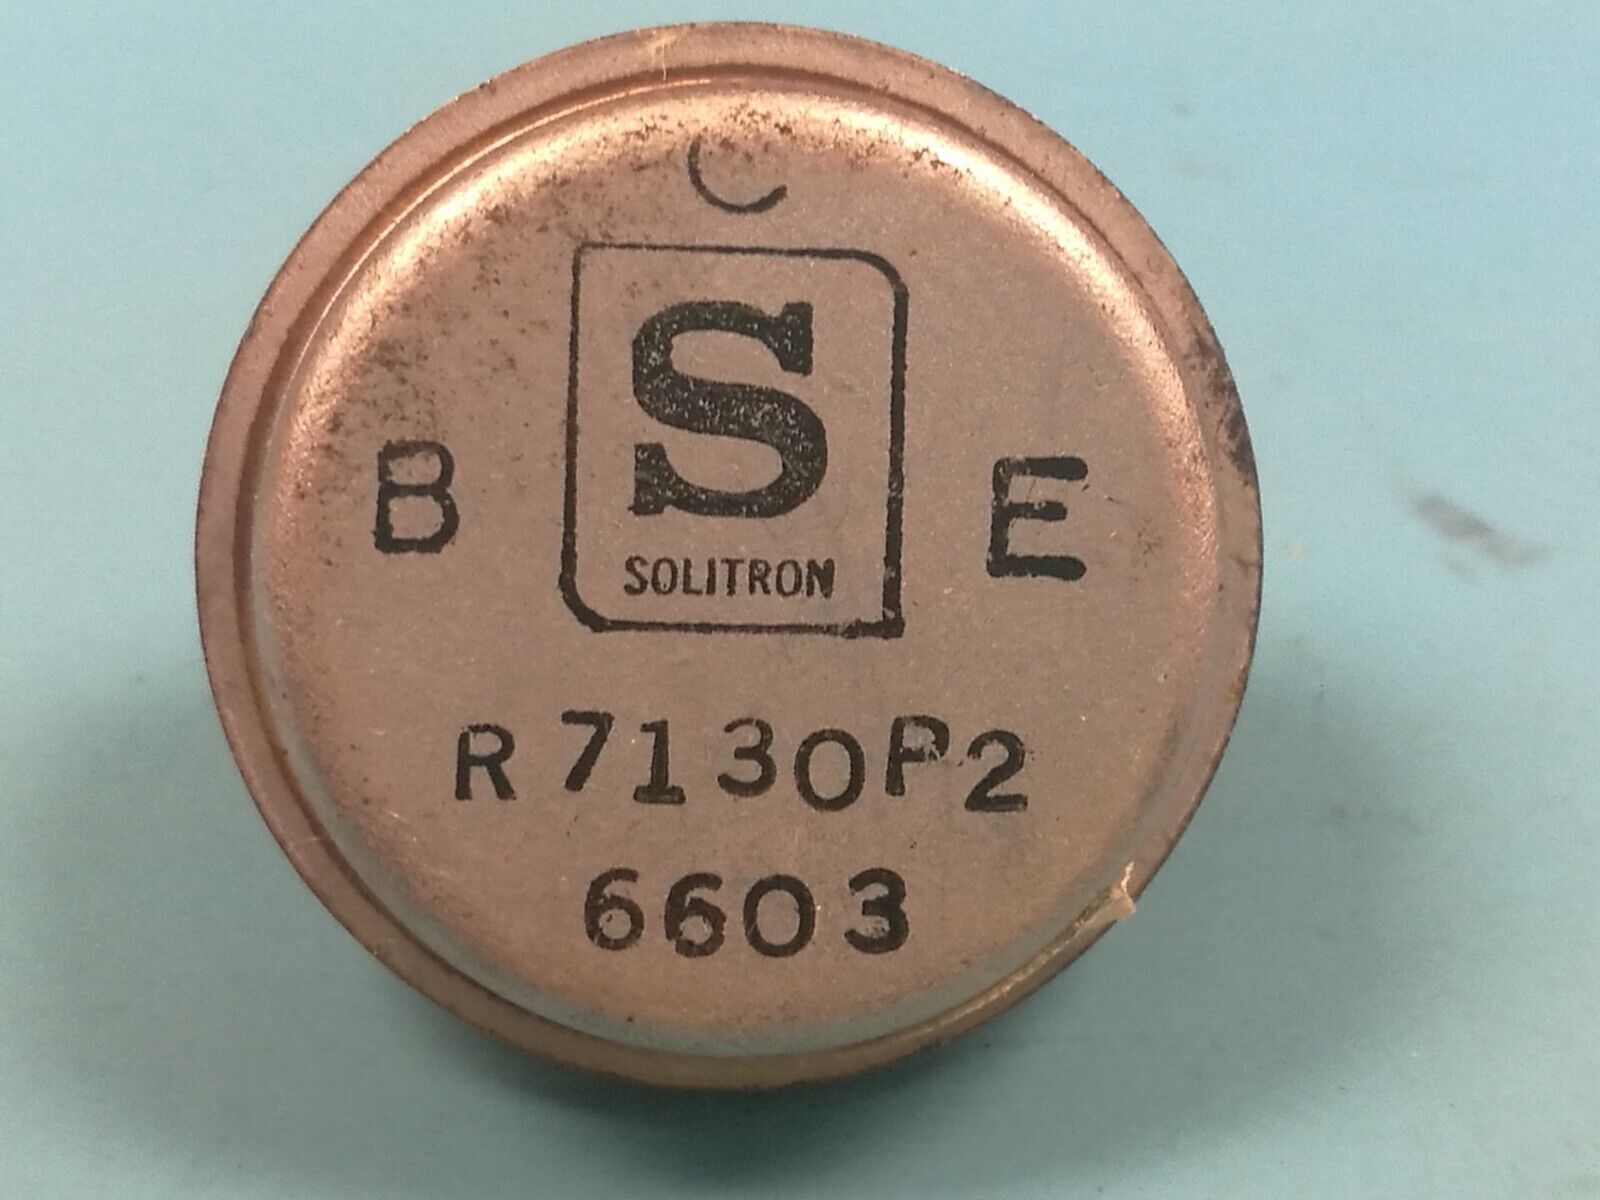 C
S
SOLITRON
B E
R7130P2
6603